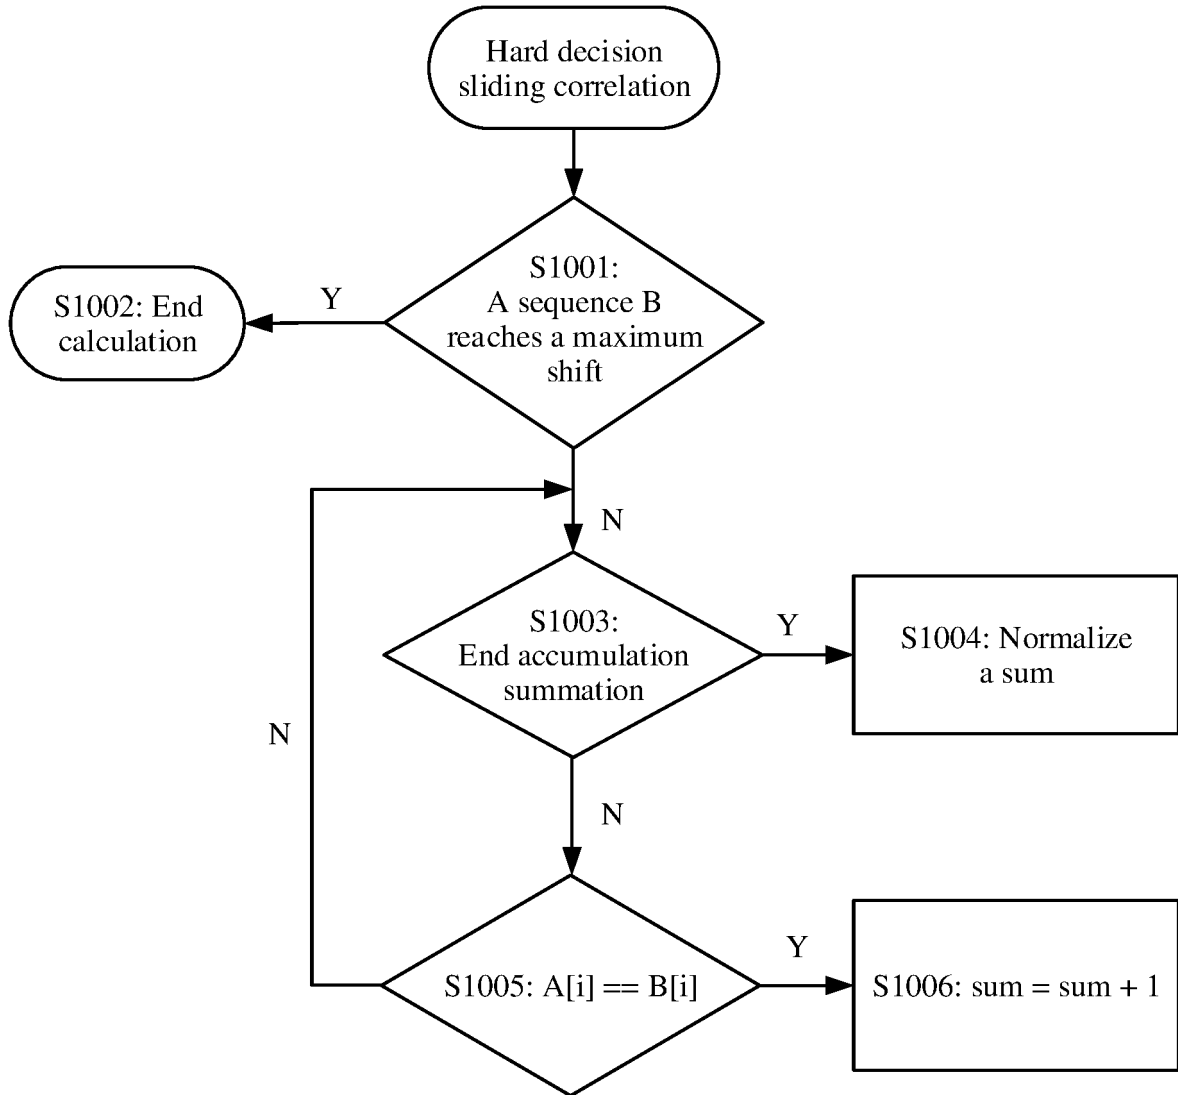 Hard decision
sliding correlation
S1001:
A sequence B
reaches a maximum
shift
Y
S1002: End
calculation
N
S1003:
End accumulation
summation
Y
S1004: Normalize
a sum
N
N
S1005: A[i] == B[i]
Y
S1006: sum = sum + 1